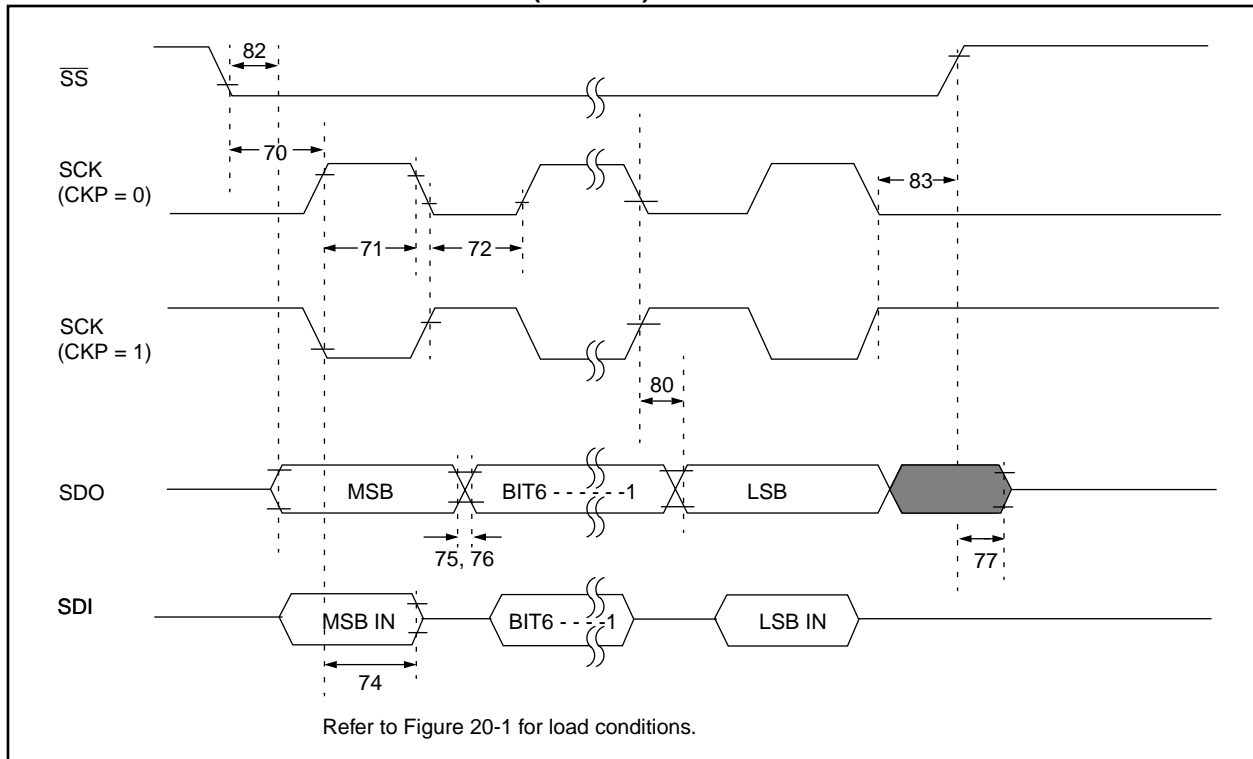 82
SS
70
SCK
(CKP = 0)
83
71
72
SCK
(CKP = 1)
80
SDO
MSB
BIT6 - - - - - -1
LSB
75, 76
77
SDI
MSB IN
BIT6 - - - -1
LSB IN
74
Refer to Figure 20-1 for load conditions.